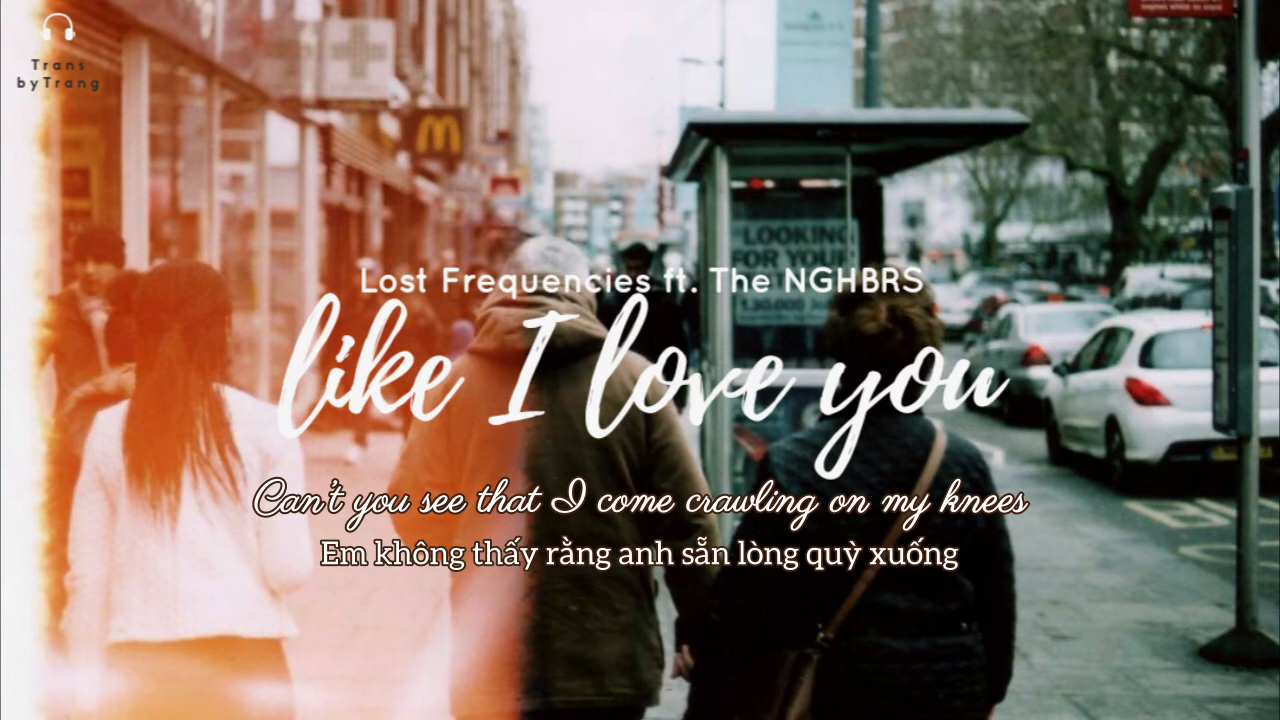 Trans
byTrang
Lost Frequencies ft. The NGHBRS
like I love you
Can't you see that I come crawling on my knees
Em không thấy rằng anh sẵn lòng quỳ xuống
"LOOKING
FOR YOUR